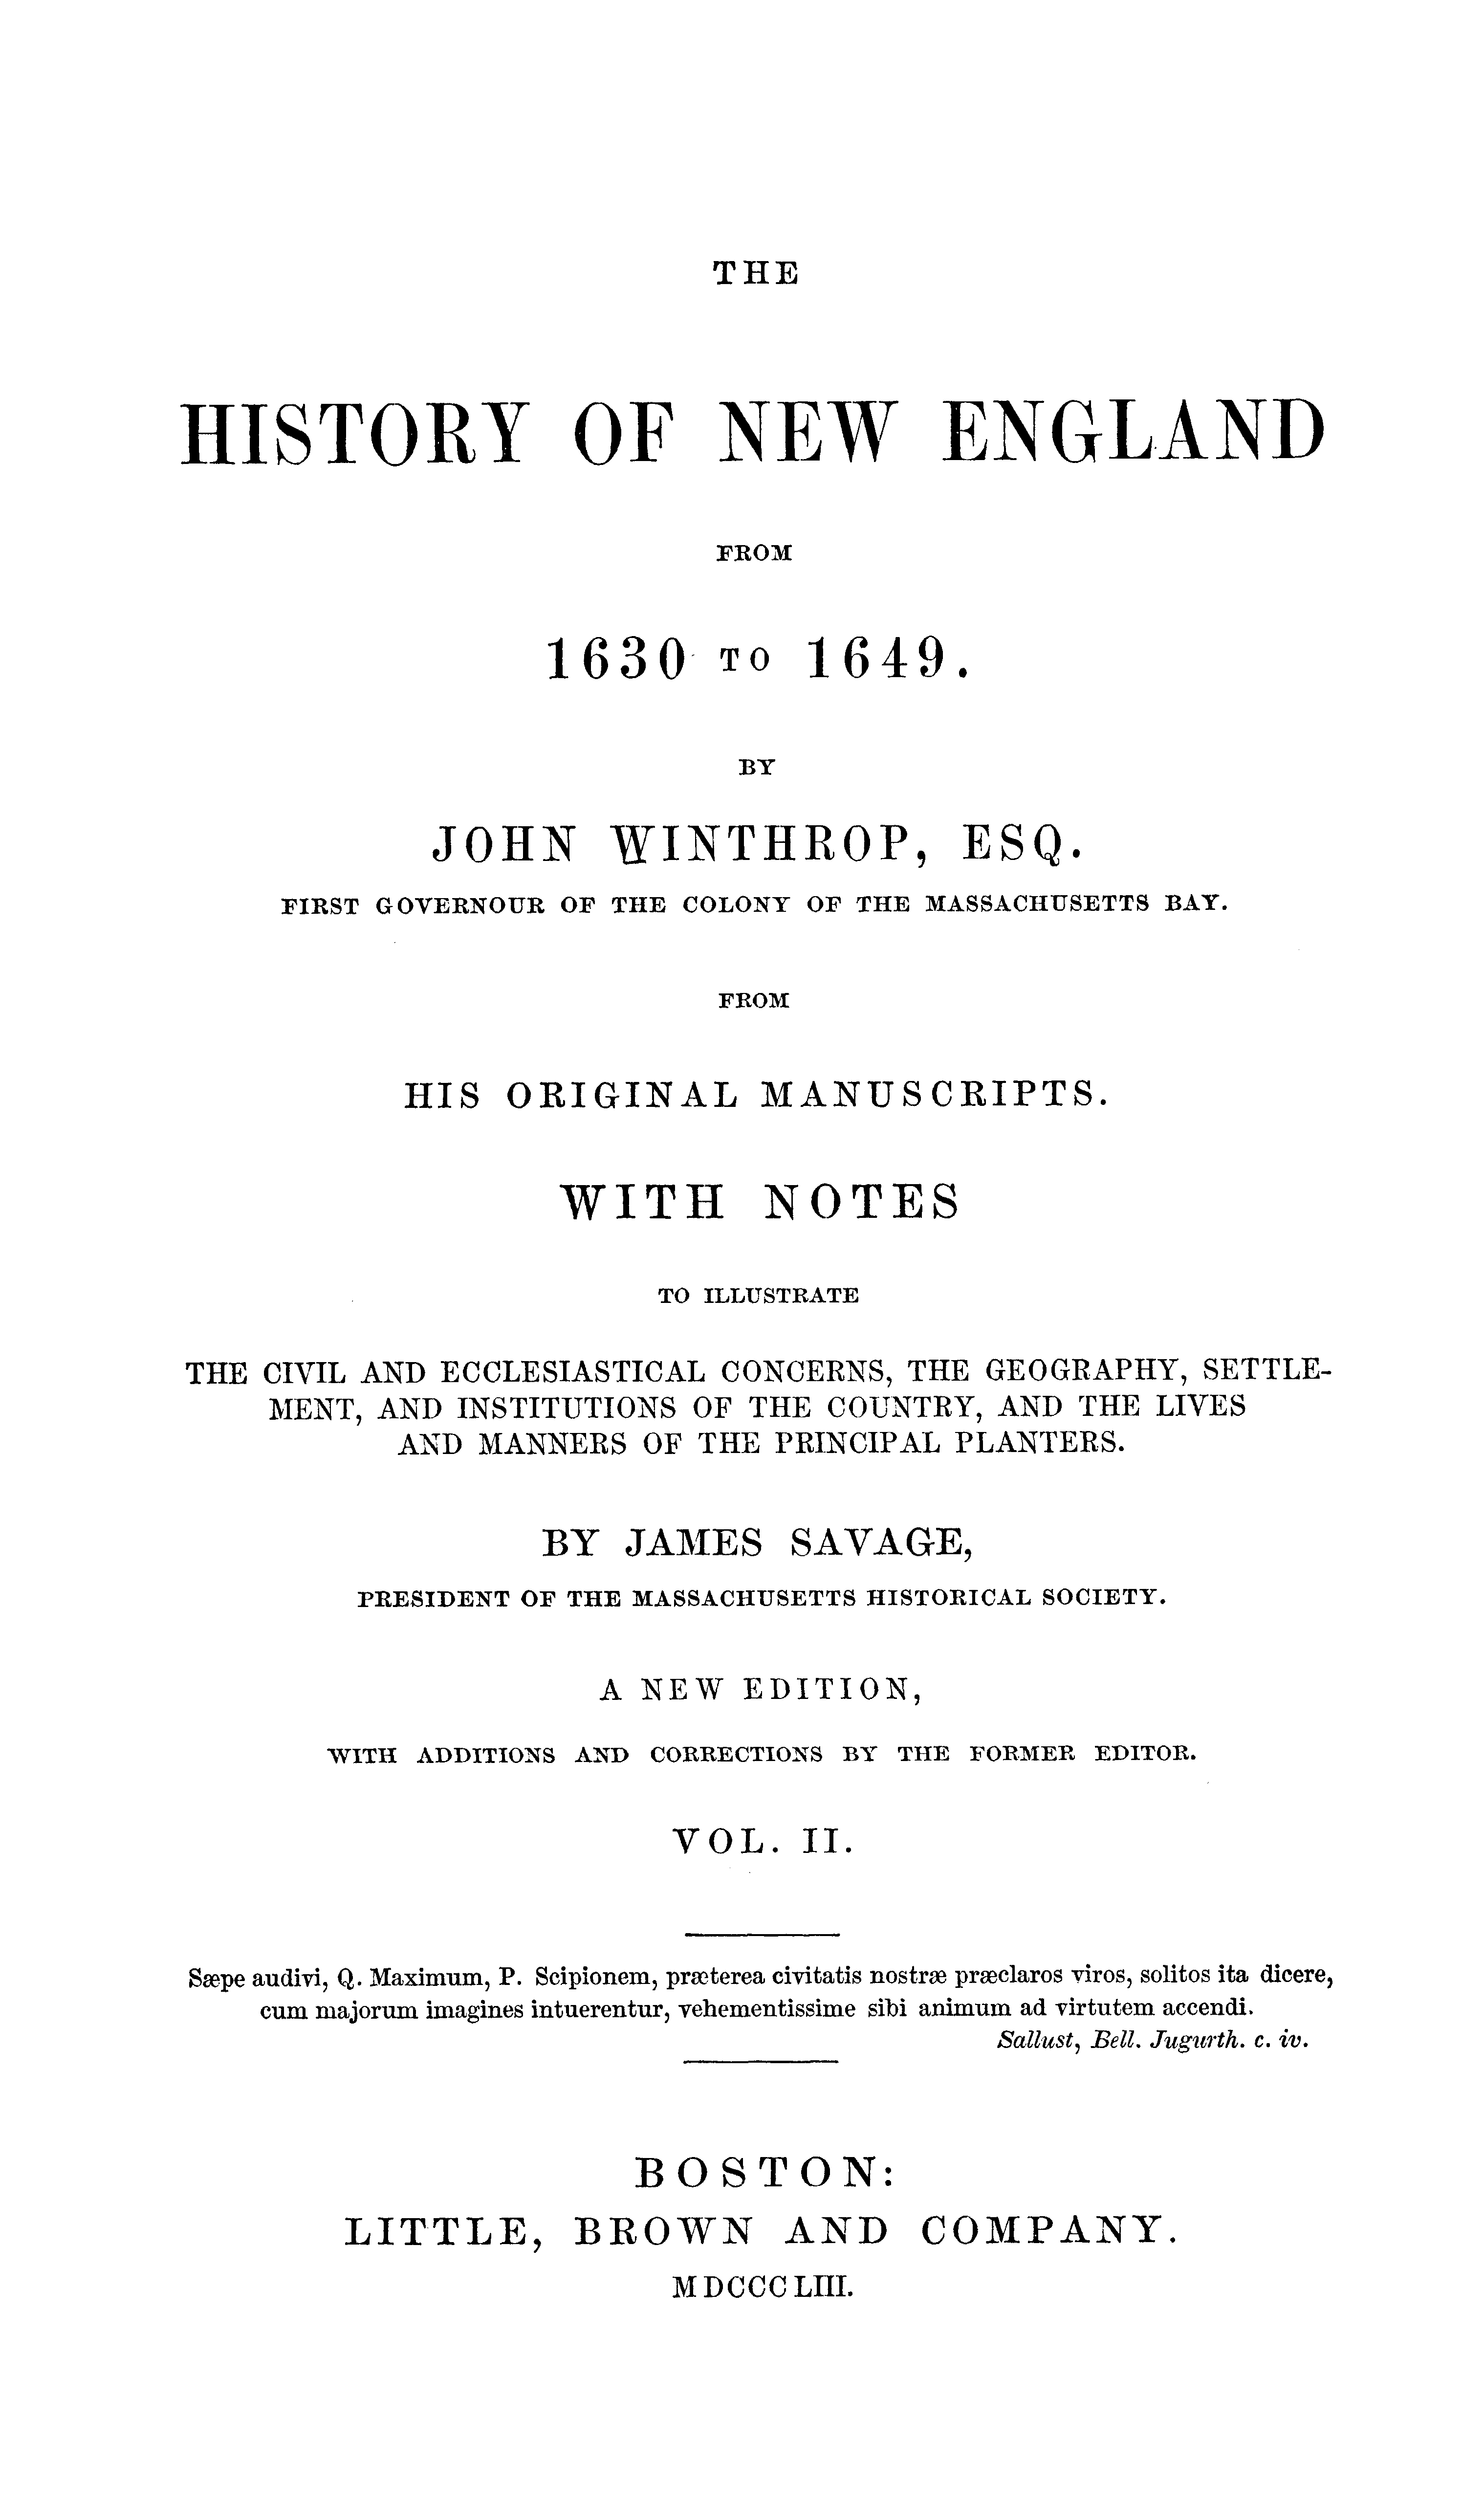 THE
HISTORY OF NEW ENGLAND
FROM
1630 TO 1649.
BY
JOHN WINTHROP, ESQ.
FIRST GOVERNOUR OF THE COLONY OF THE MASSACHUSETTS BAY.
FROM
HIS ORIGINAL MANUSCRIPTS.
WITH NOTES
TO ILLUSTRATE
THE CIVIL AND ECCLESIASTICAL CONCERNS, THE GEOGRAPHY, SETTLE-
MENT, AND INSTITUTIONS OF THE COUNTRY, AND THE LIVES
AND MANNERS OF THE PRINCIPAL PLANTERS.
BY JAMES SAVAGE,
PRESIDENT OF THE MASSACHUSETTS HISTORICAL SOCIETY.
A NEW EDITION,
WITH ADDITIONS AND CORRECTIONS BY THE FORMER EDITOR.
VOL. II.
Sæpe audivi, Q. Maximum, P. Scipionem, præterea civitatis nostræ præclaros viros, solitos ita dicere,
cum majorum imagines intuerentur, vehementissime sibi animum ad virtutem accendi.
Sallust, Bell. Jugurth. c. iv.
BOSTON:
LITTLE, BROWN AND COMPANY.
MDCCCLIII.